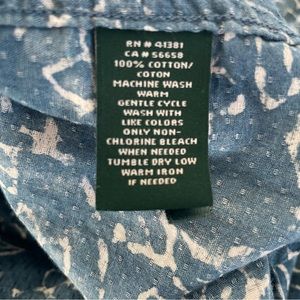 RN # 41381
CA # 56658
100% COTTON/
COTON
MACHINE WASH
WARM
GENTLE CYCLE
WASH WITH
LIKE COLORS
ONLY NON-
CHLORINE BLEACH
WHEN NEEDED
TUMBLE DRY LOW
WARM IRON
IF NEEDED